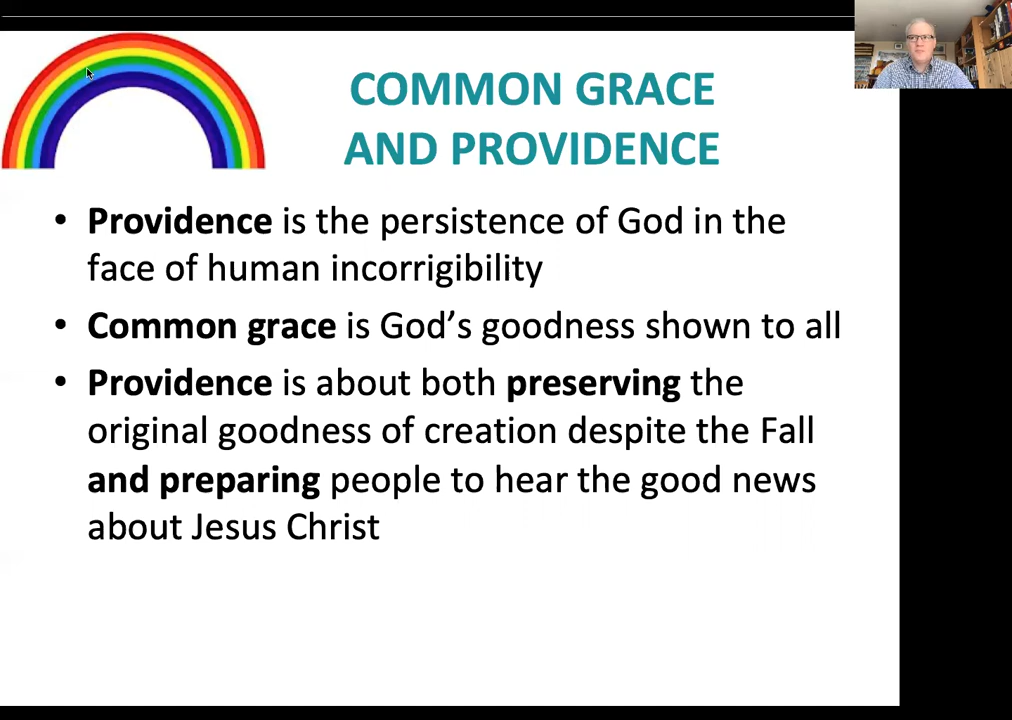 COMMON GRACE
AND PROVIDENCE
• Providence is the persistence of God in the
face of human incorrigibility
• Common grace is God’s goodness shown to all
• Providence is about both preserving the
original goodness of creation despite the Fall
and preparing people to hear the good news
about Jesus Christ